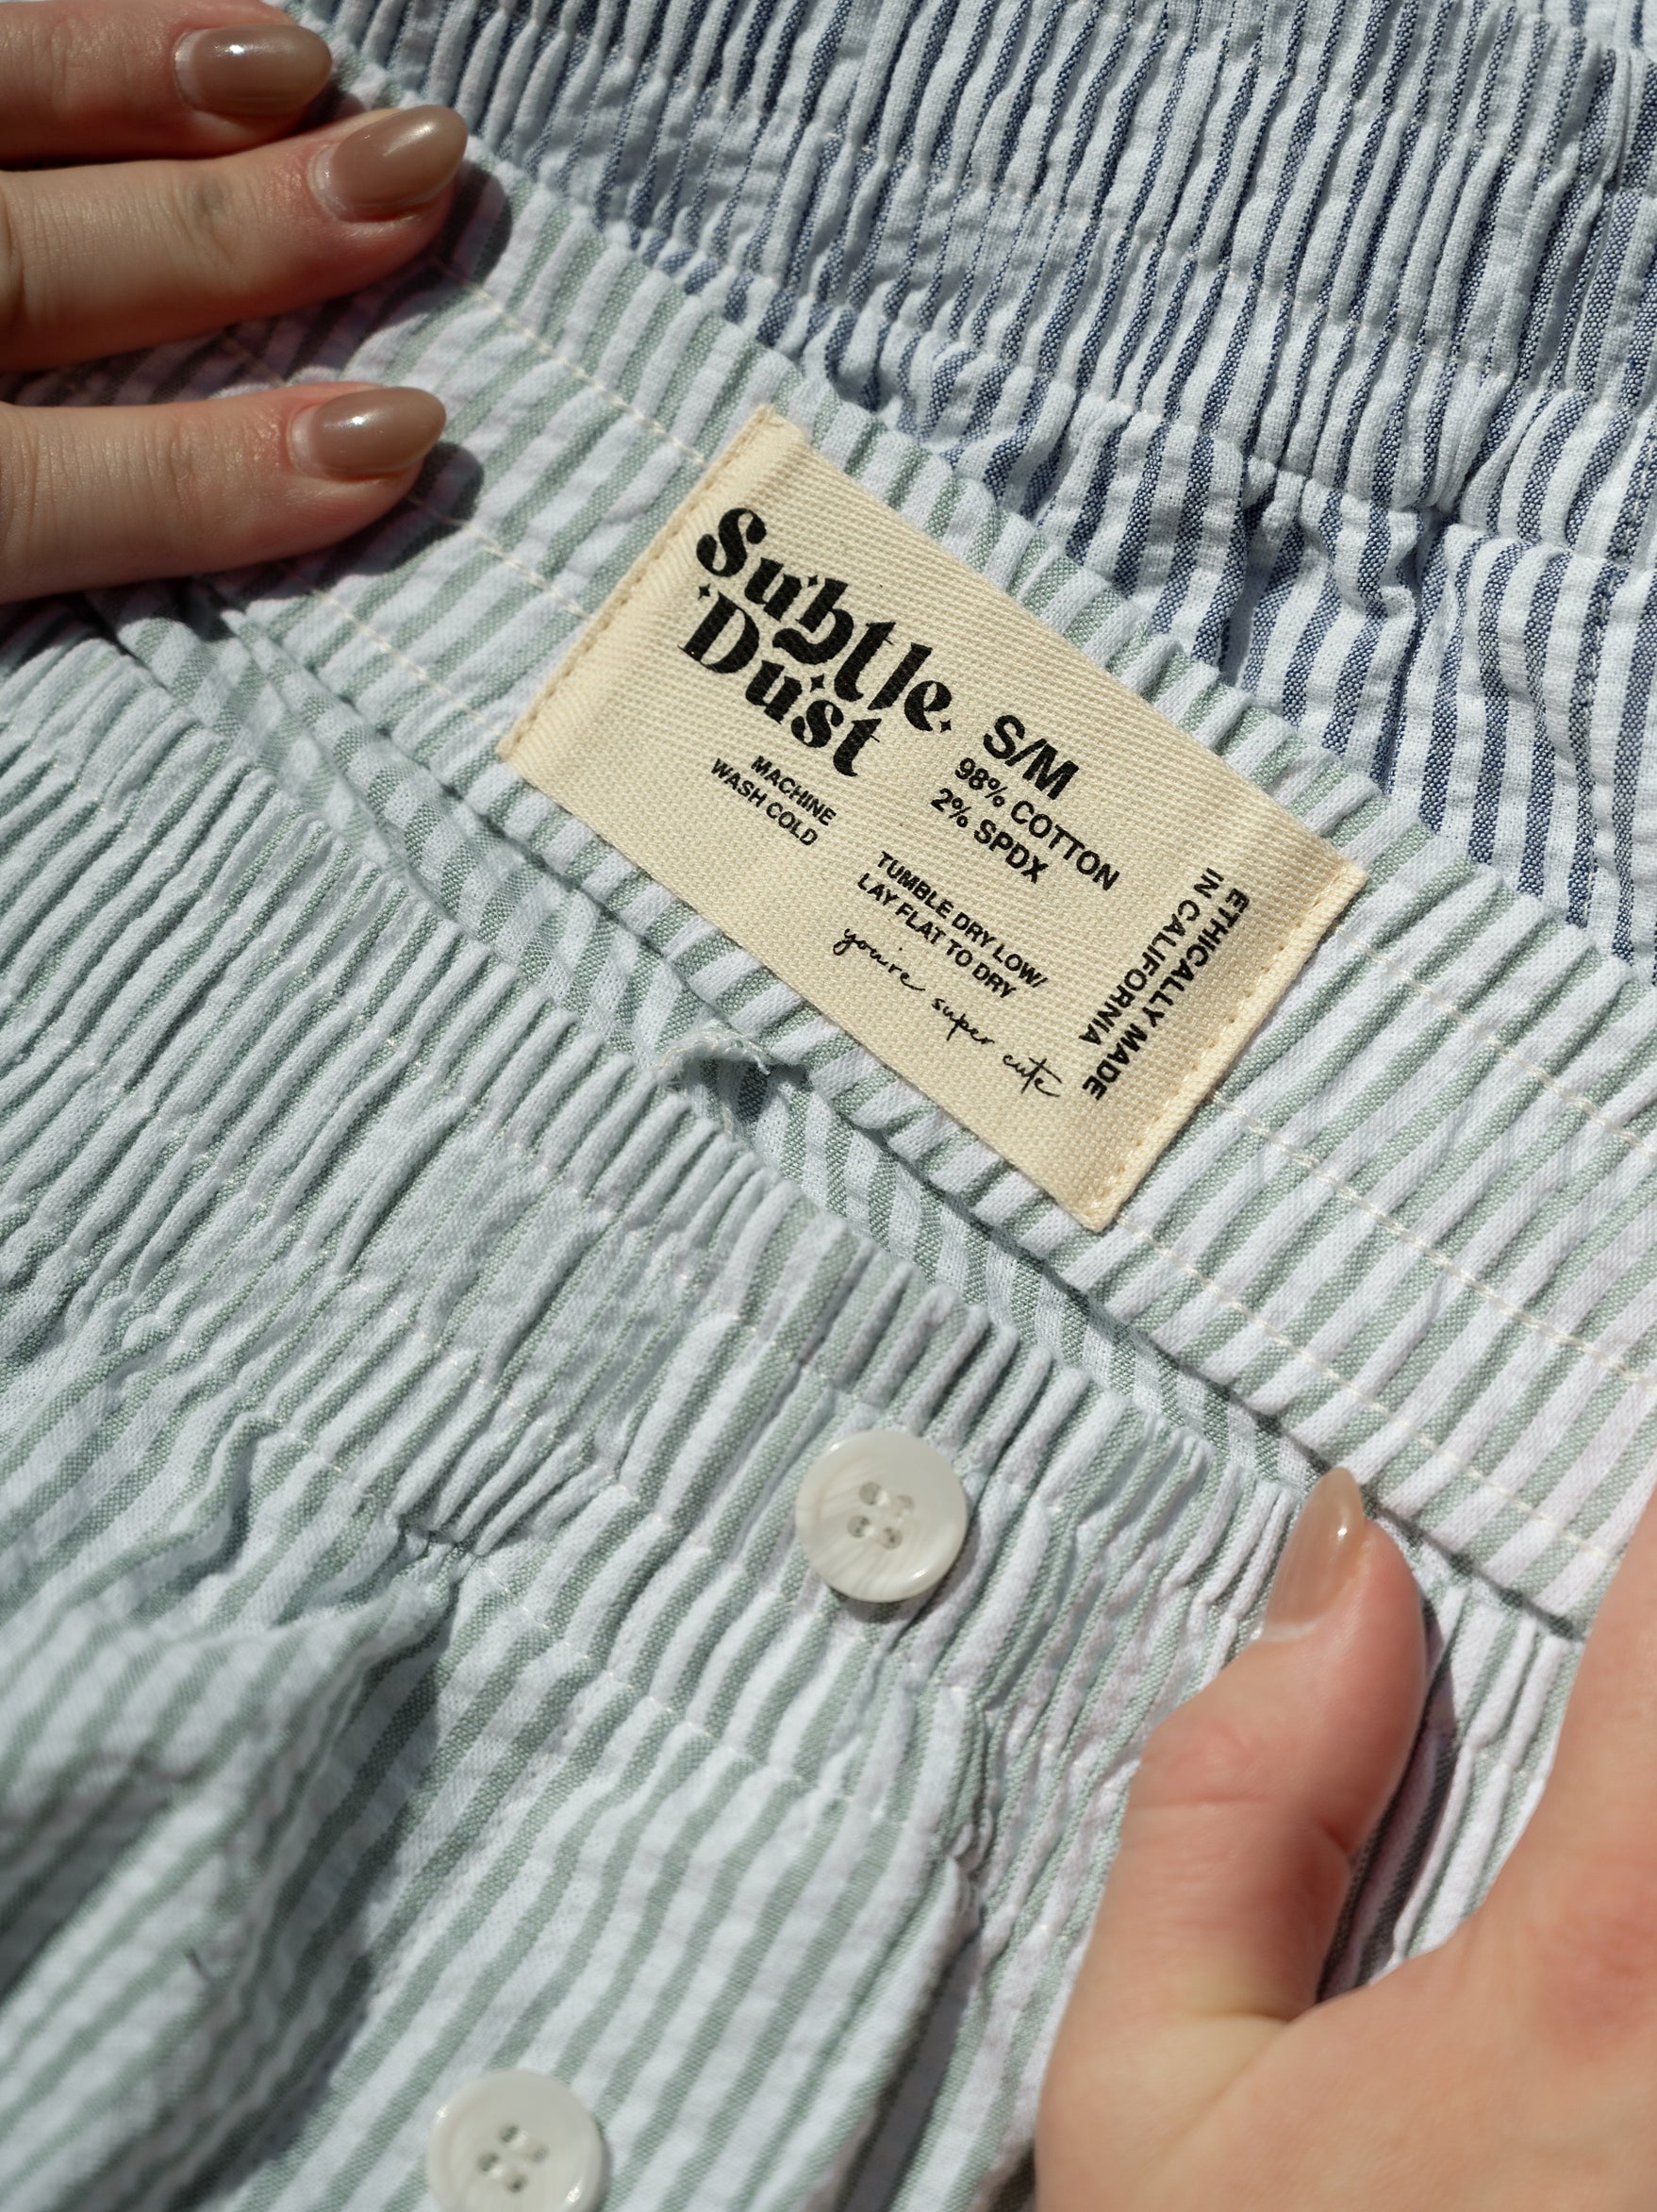 Subtle
Dust
MACHINE
WASH COLD
S/M
98% COTTON
2% SPDX
TUMBLE DRY LOW/
LAY FLAT TO DRY
you're super cute
ETHICALLY MADE
IN CALIFORNIA